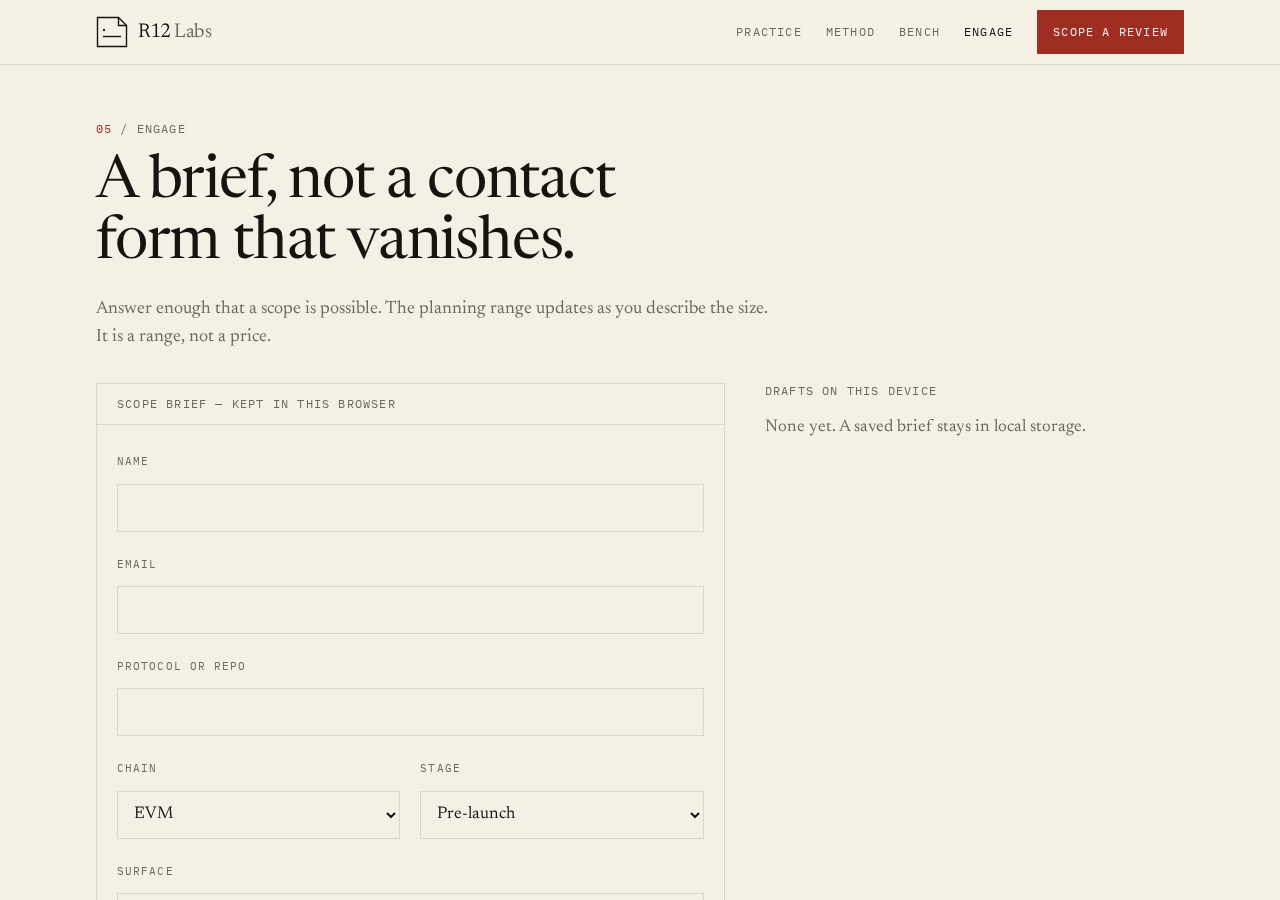 R12 Labs
PRACTICE
METHOD
BENCH
ENGAGE
SCOPE A REVIEW
05 / ENGAGE
A brief, not a contact
form that vanishes.
Answer enough that a scope is possible. The planning range updates as you describe the size.
It is a range, not a price.
SCOPE BRIEF — KEPT IN THIS BROWSER
NAME
EMAIL
PROTOCOL OR REPO
CHAIN
STAGE
EVM
Pre-launch
SURFACE
DRAFTS ON THIS DEVICE
None yet. A saved brief stays in local storage.